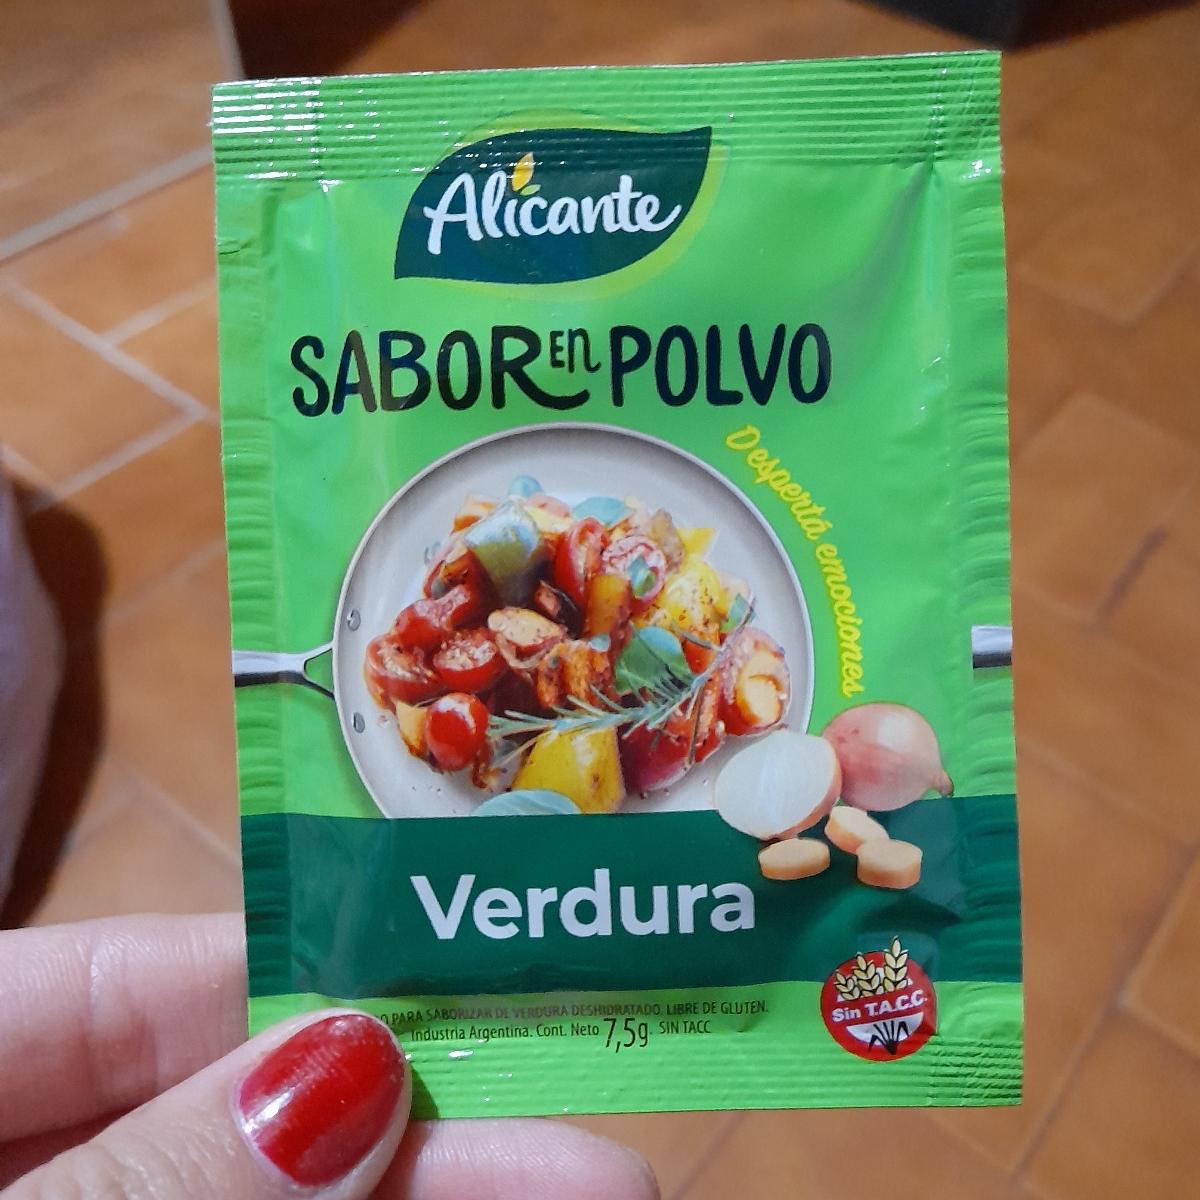 Alicante
SABOR EN POLVO
Despertá emociones
Verdura
Sin T.A.C.C.
PARA SABORIZAR DE VERDURA DESHIDRATADO. LIBRE DE GLUTEN.
Industria Argentina. Cont. Neto 7,5g. SIN TACC